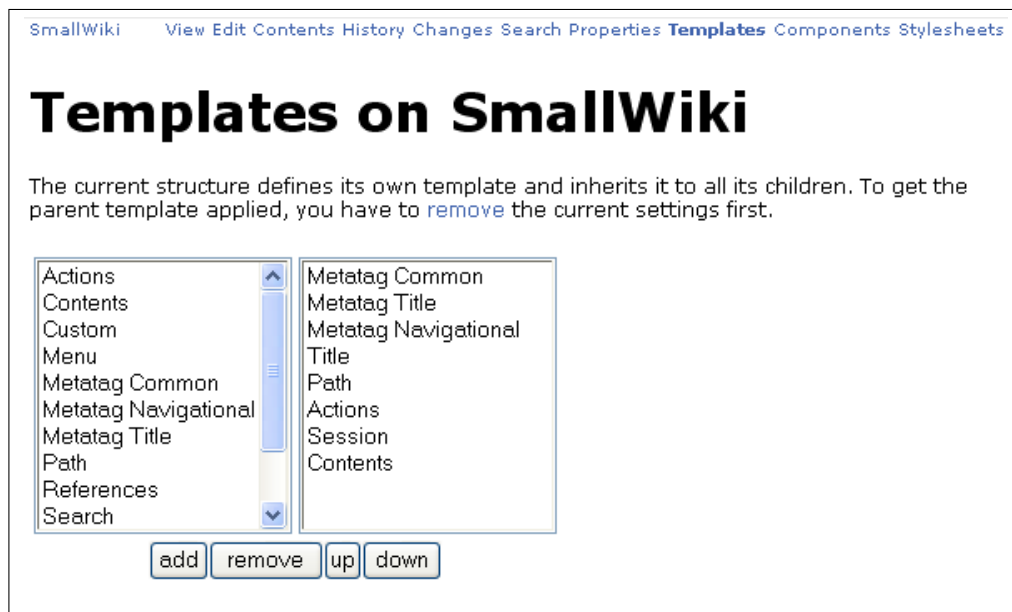 SmallWiki View Edit Contents History Changes Search Properties Templates Components Stylesheets
Templates on SmallWiki
The current structure defines its own template and inherits it to all its children. To get the
parent template applied, you have to remove the current settings first.
Actions
Contents
Custom
Menu
Metatag Common
Metatag Navigational
Metatag Title
Path
References
Search
Metatag Common
Metatag Title
Metatag Navigational
Title
Path
Actions
Session
Contents
add remove up down